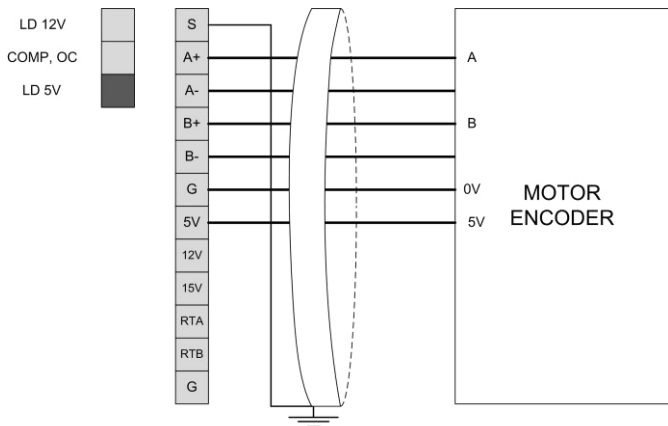 LD 12V
COMP, OC
LD 5V
S
A+
A-
B+
B-
G
5V
12V
15V
RTA
RTB
G
A
B
0V
5V
MOTOR
ENCODER